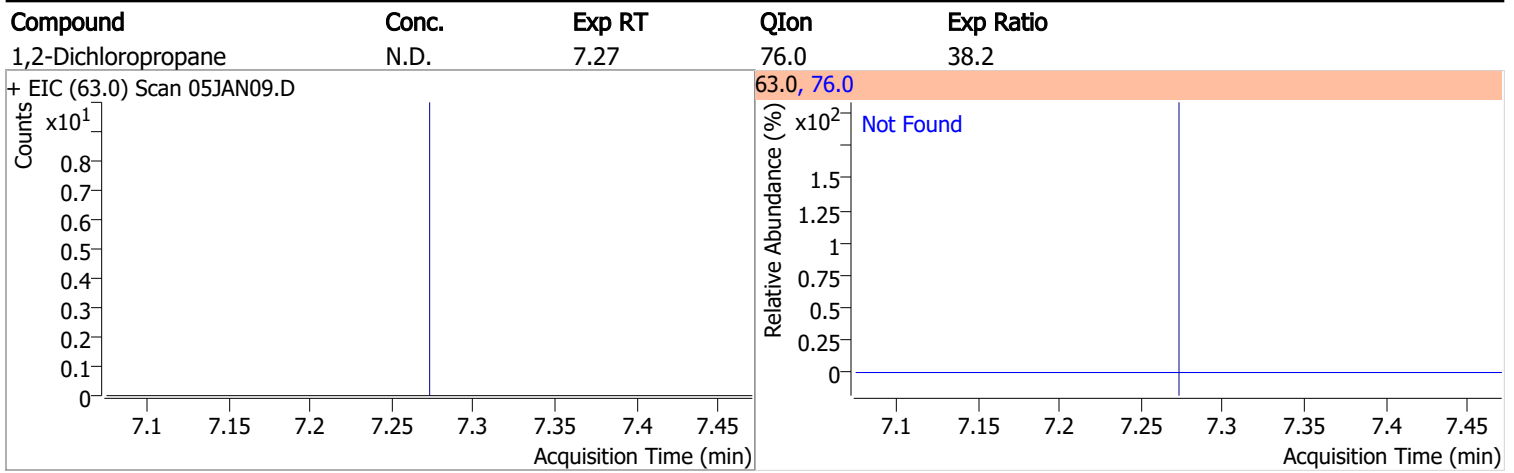 Compound Conc. Exp RT QIon Exp Ratio
1,2-Dichloropropane N.D. 7.27 76.0 38.2
+ EIC (63.0) Scan 05JAN09.D
Counts
x10¹
0.8
0.7
0.6
0.5
0.4
0.3
0.2
0.1
0
7.1 7.15 7.2 7.25 7.3 7.35 7.4 7.45
Acquisition Time (min)
63.0, 76.0
Relative Abundance (%)
x10²
Not Found
1.5
1.25
1
0.75
0.5
0.25
0
7.1 7.15 7.2 7.25 7.3 7.35 7.4 7.45
Acquisition Time (min)